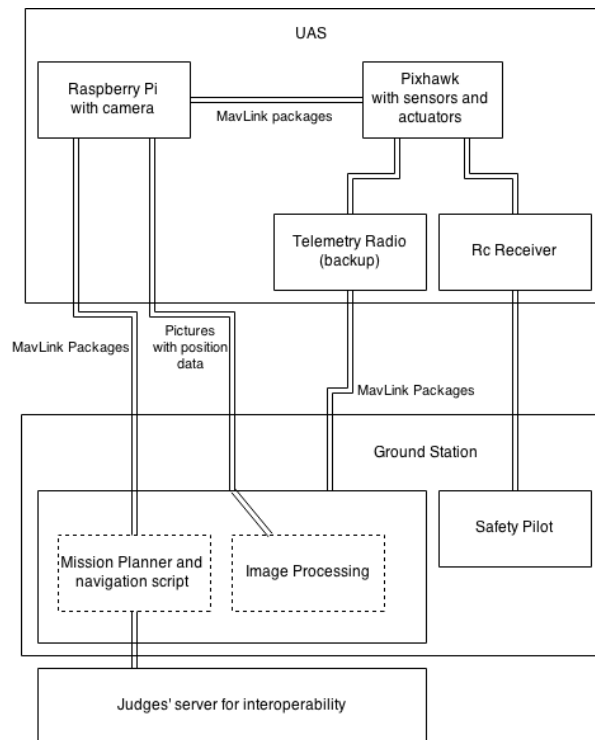 UAS
Raspberry Pi
with camera
Pixhawk
with sensors and
actuators
MavLink packages
Telemetry Radio
(backup)
Rc Receiver
Pictures
with position
data
MavLink Packages
MavLink Packages
Ground Station
Mission Planner and
navigation script
Image Processing
Safety Pilot
Judges' server for interoperability